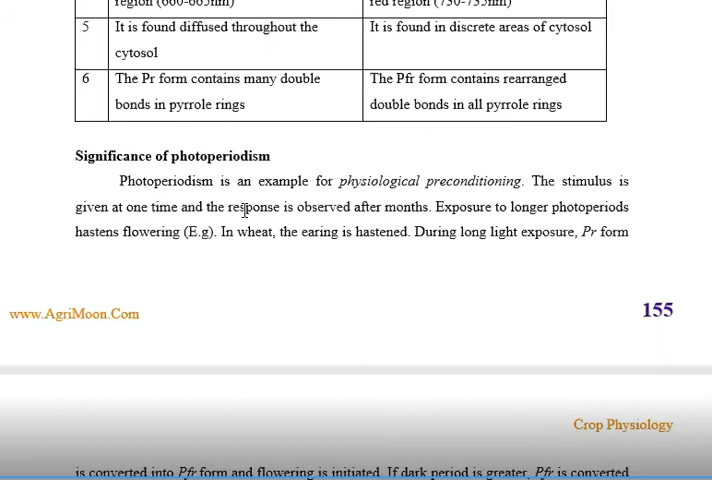 region (660-665nm)
red region (730-735nm)
5 It is found diffused throughout the It is found in discrete areas of cytosol
cytosol
6 The Pr form contains many double The Pfr form contains rearranged
bonds in pyrrole rings double bonds in all pyrrole rings
Significance of photoperiodism
Photoperiodism is an example for physiological preconditioning. The stimulus is
given at one time and the response is observed after months. Exposure to longer photoperiods
hastens flowering (E.g). In wheat, the earing is hastened. During long light exposure, Pr form
www.AgriMoon.Com
155
Crop Physiology
is converted into Pfr form and flowering is initiated. If dark period is greater, Pfr is converted